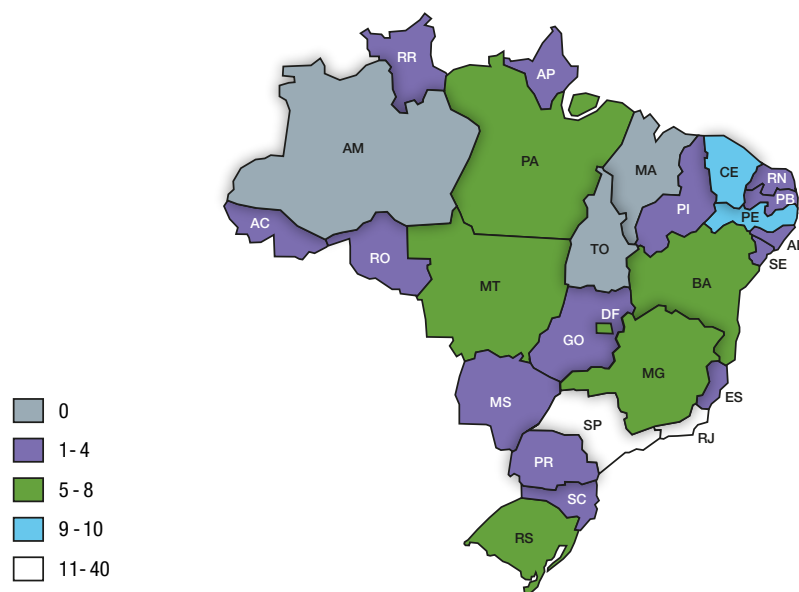 RR
AP
AM
PA
MA
CE
RN
PB
PI
PE
AC
AL
RO
TO
SE
MT
BA
DF
GO
MG
MS
ES
SP
RJ
PR
SC
RS
0
1-4
5-8
9-10
11-40